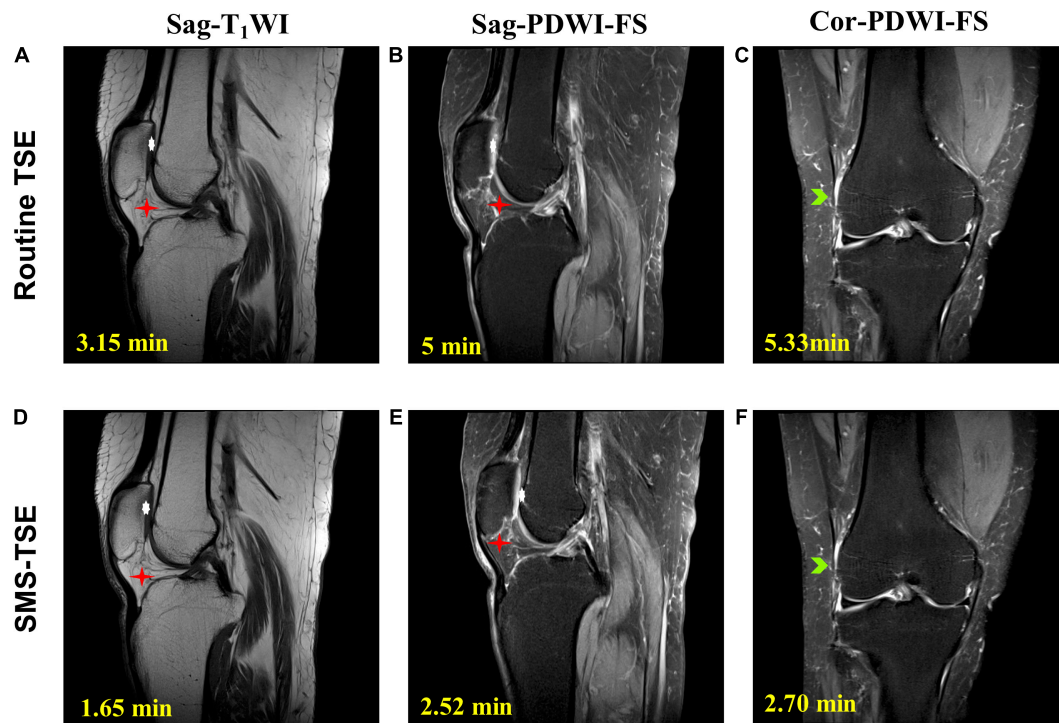 Sag-T₁WI
Sag-PDWI-FS
Cor-PDWI-FS
Routine TSE
A
3.15 min
B
5 min
C
5.33min
SMS-TSE
D
1.65 min
E
2.52 min
F
2.70 min